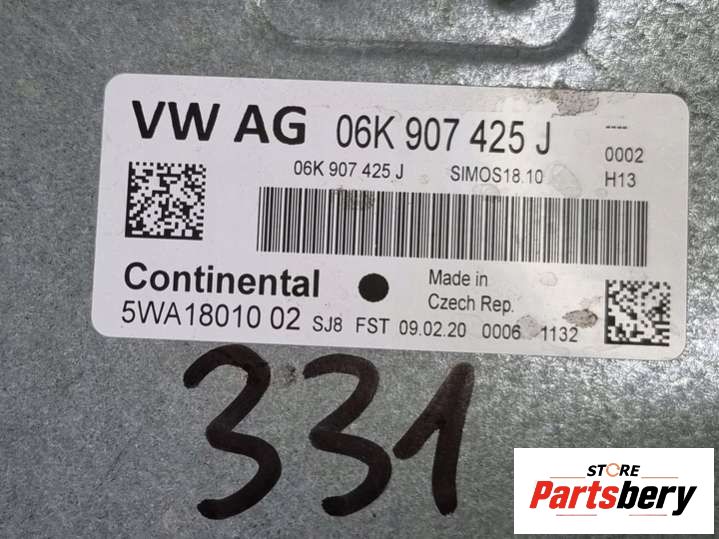 VW AG 06K 907 425 J ----
0002
06K 907 425 J SIMOS18.10 H13
Continental Made in
Czech Rep.
5WA18010 02 SJ8 FST 09.02.20 0006 1132
331
STORE
Partsbery